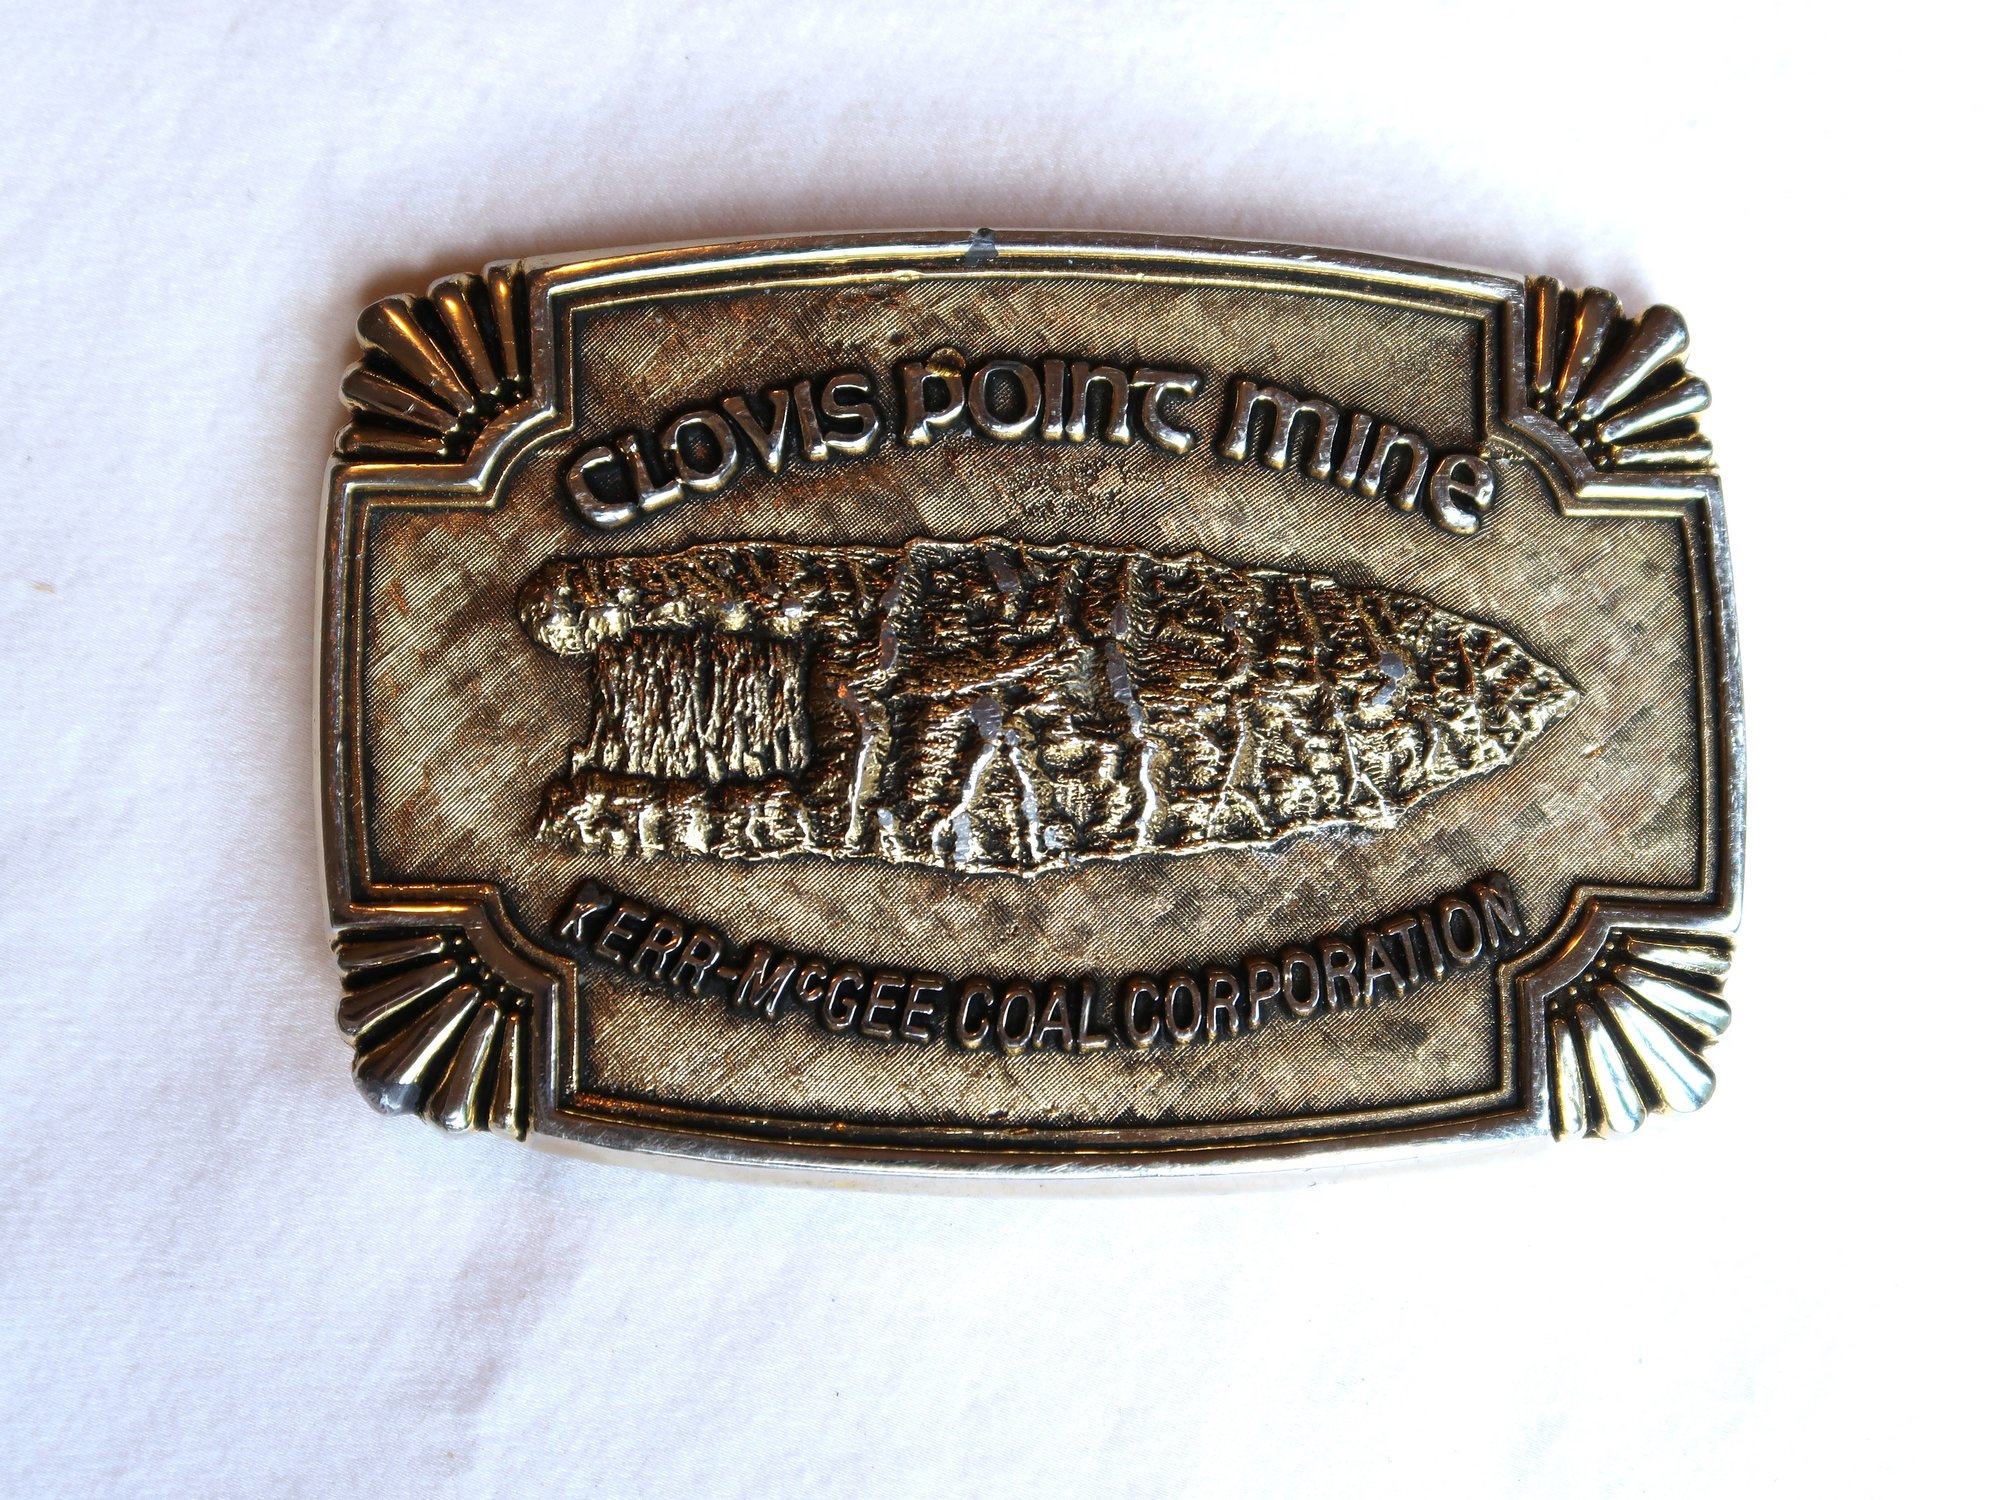 CLOVIS POINT MINE
KERR-McGEE COAL CORPORATION